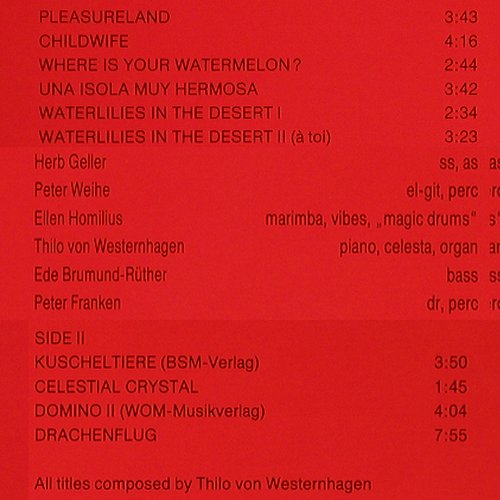 PLEASURELAND 3:43
CHILDWIFE 4:16
WHERE IS YOUR WATERMELON? 2:44
UNA ISOLA MUY HERMOSA 3:42
WATERLILIES IN THE DESERT I 2:34
WATERLILIES IN THE DESERT II (à toi) 3:23
Herb Geller ss, as
Peter Weihe el-git, perc
Ellen Homilius marimba, vibes, „magic drums"
Thilo von Westernhagen piano, celesta, organ
Ede Brumund-Rüther bass
Peter Franken dr, perc
SIDE II
KUSCHELTIERE (BSM-Verlag) 3:50
CELESTIAL CRYSTAL 1:45
DOMINO II (WOM-Musikverlag) 4:04
DRACHENFLUG 7:55
All titles composed by Thilo von Westernhagen